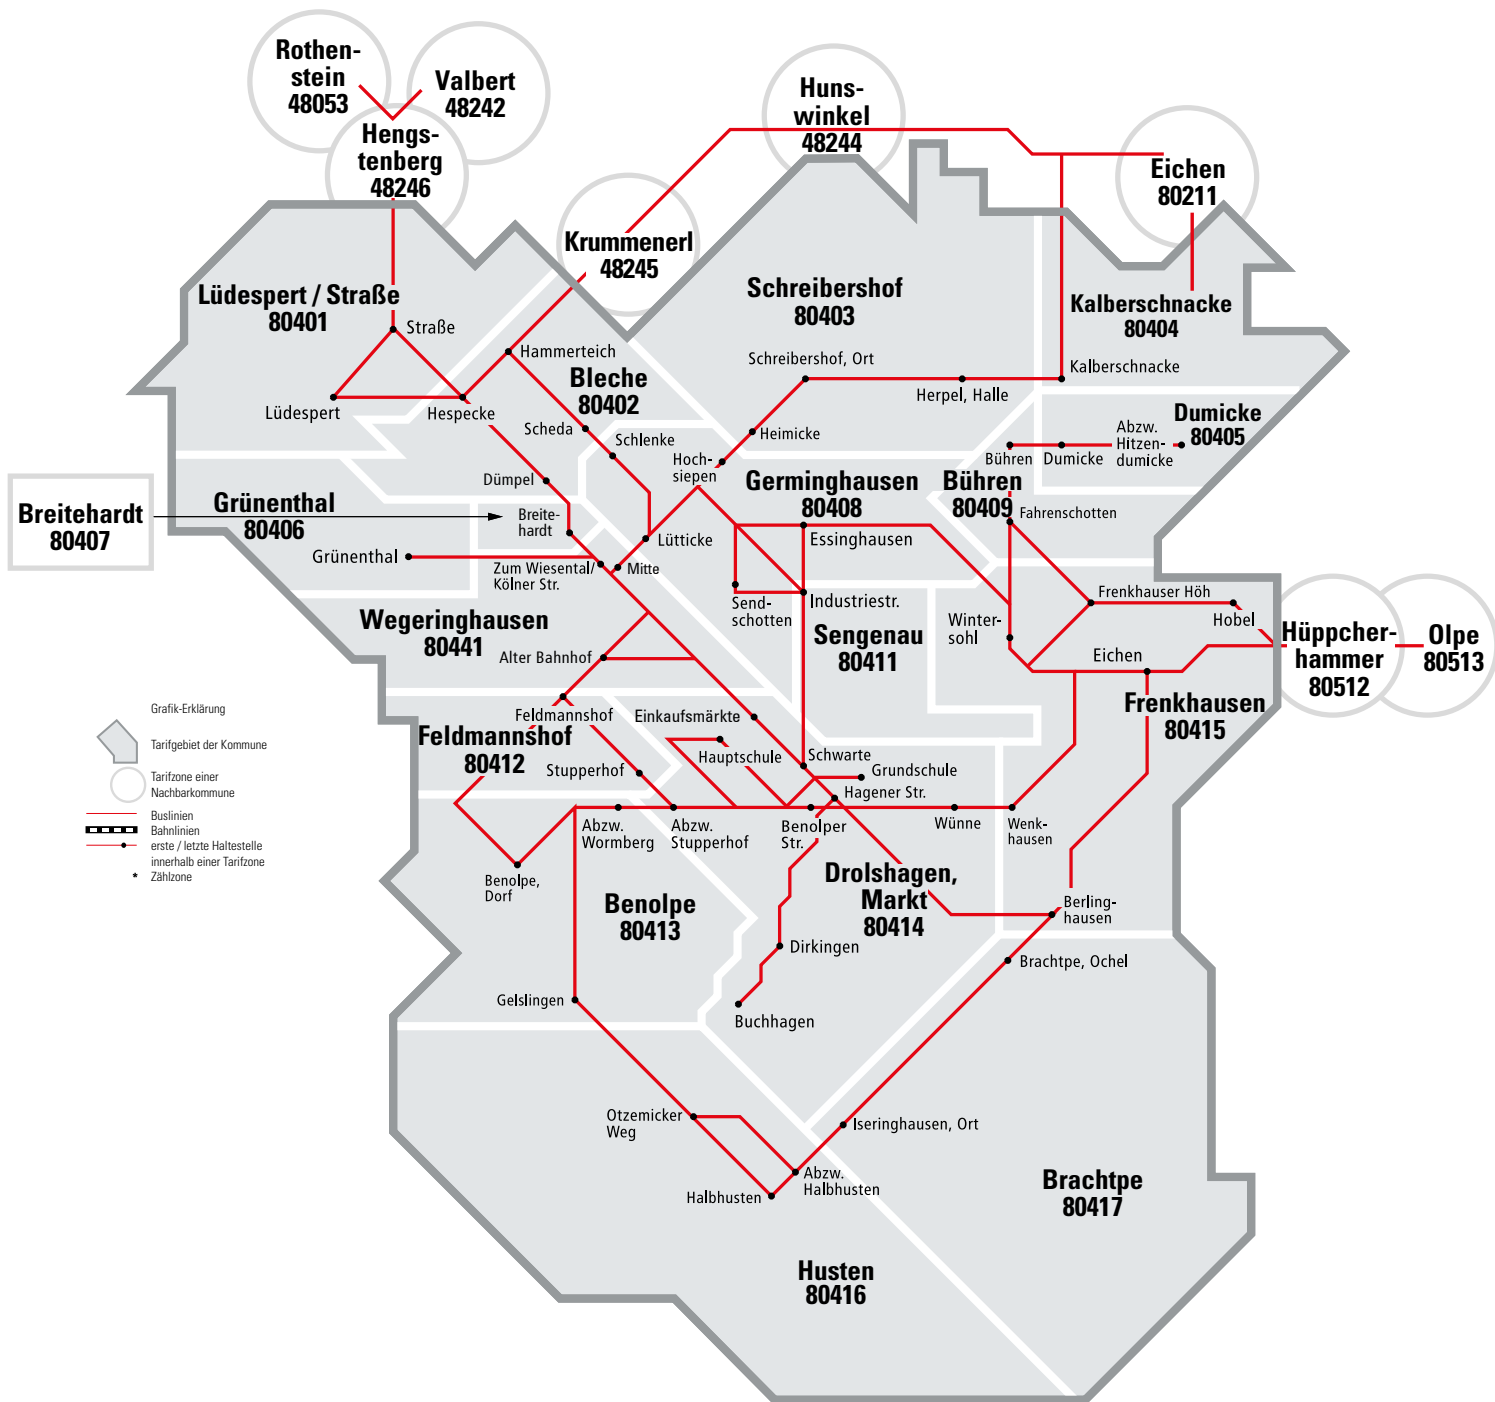 Rothen-
stein
48053
Valbert
48242
Hengs-
tenberg
48246
Huns-
winkel
48244
Eichen
80211
Krummenerl
48245
Lüdespert / Straße
80401
Straße
Lüdespert
Hespecke
Hammerteich
Bleche
80402
Scheda
Schlenke
Schreibershof
80403
Schreibershof, Ort
Herpel, Halle
Heimicke
Kalberschnacke
80404
Kalberschnacke
Dumicke
80405
Abzw.
Hitzen-
dumicke
Bühren
Dumicke
Hoch-
siepen
Dümpel
Breitehardt
80407
Grünenthal
80406
Breite-
hardt
Grünenthal
Zum Wiesental/
Kölner Str.
Mitte
Lütticke
Germinghausen
80408
Essinghausen
Bühren
80409
Fahrenschotten
Send-
schotten
Industriestr.
Sengenau
80411
Winter-
sohl
Frenkhauser Höh
Hobel
Eichen
Hüppcher-
hammer
80512
Olpe
80513
Frenkhausen
80415
Wegeringhausen
80441
Alter Bahnhof
Feldmannshof
Feldmannshof
80412
Stupperhof
Einkaufsmärkte
Hauptschule
Schwarte
Grundschule
Hagener Str.
Abzw.
Wormberg
Abzw.
Stupperhof
Benolper
Str.
Wünne
Wenk-
hausen
Grafik-Erklärung
Tarifgebiet der Kommune
Tarifzone einer
Nachbarkommune
Buslinien
Bahnlinien
erste / letzte Haltestelle
innerhalb einer Tarifzone
* Zählzone
Benolpe,
Dorf
Benolpe
80413
Drolshagen,
Markt
80414
Berling-
hausen
Dirkingen
Brachtpe, Ochel
Gelslingen
Buchhagen
Otzemicker
Weg
Iseringhausen, Ort
Halbhusten
Abzw.
Halbhusten
Brachtpe
80417
Husten
80416